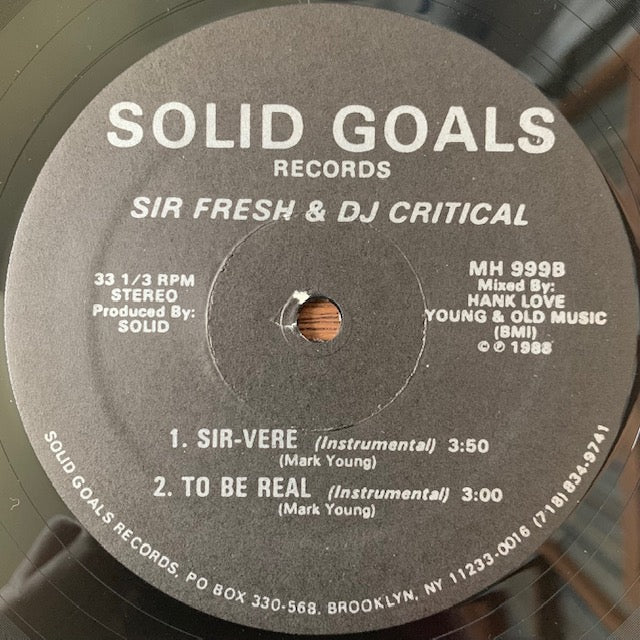 SOLID GOALS
RECORDS
SIR FRESH & DJ CRITICAL
33 1/3 RPM
STEREO
Produced By:
SOLID
MH 999B
Mixed By:
HANK LOVE
YOUNG & OLD MUSIC
(BMI)
© ℗ 1988
1. SIR-VERE (Instrumental) 3:50
(Mark Young)
2. TO BE REAL (Instrumental) 3:00
(Mark Young)
SOLID GOALS RECORDS, PO BOX 330-568, BROOKLYN, NY 11233-0016 (718) 834-9741